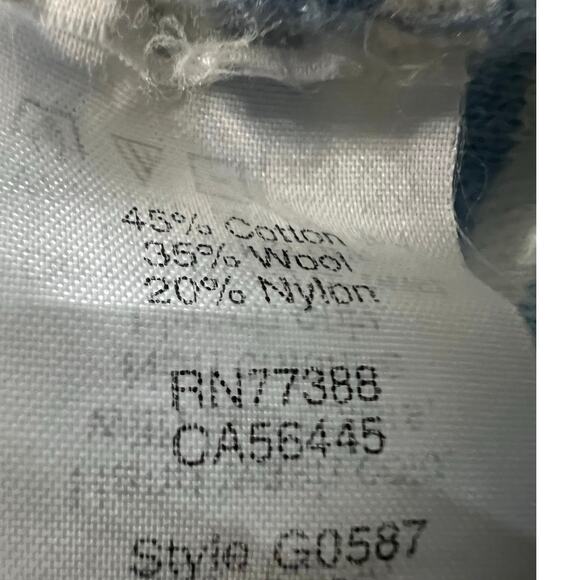 45% Cotton
35% Wool
20% Nylon
RN77388
CA56445
Style G0587